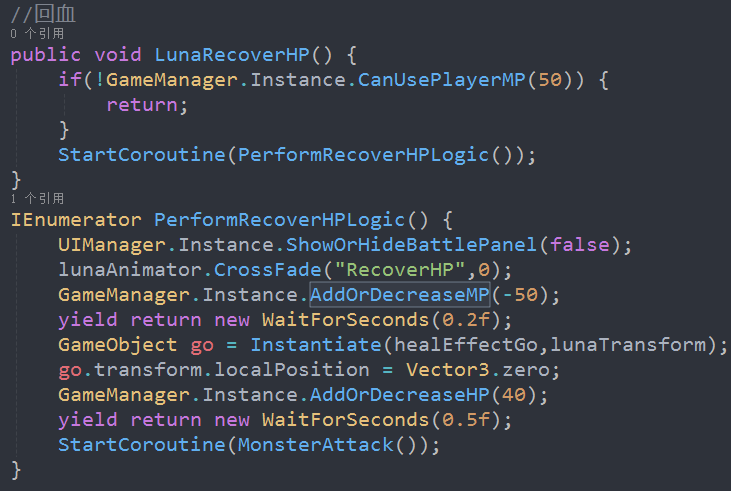 //回血
0 个引用
public void LunaRecoverHP() {
    if(!GameManager.Instance.CanUsePlayerMP(50)) {
        return;
    }
    StartCoroutine(PerformRecoverHPLogic());
}
1 个引用
IEnumerator PerformRecoverHPLogic() {
    UIManager.Instance.ShowOrHideBattlePanel(false);
    lunaAnimator.CrossFade("RecoverHP",0);
    GameManager.Instance.AddOrDecreaseMP(-50);
    yield return new WaitForSeconds(0.2f);
    GameObject go = Instantiate(healEffectGo,lunaTransform);
    go.transform.localPosition = Vector3.zero;
    GameManager.Instance.AddOrDecreaseHP(40);
    yield return new WaitForSeconds(0.5f);
    StartCoroutine(MonsterAttack());
}